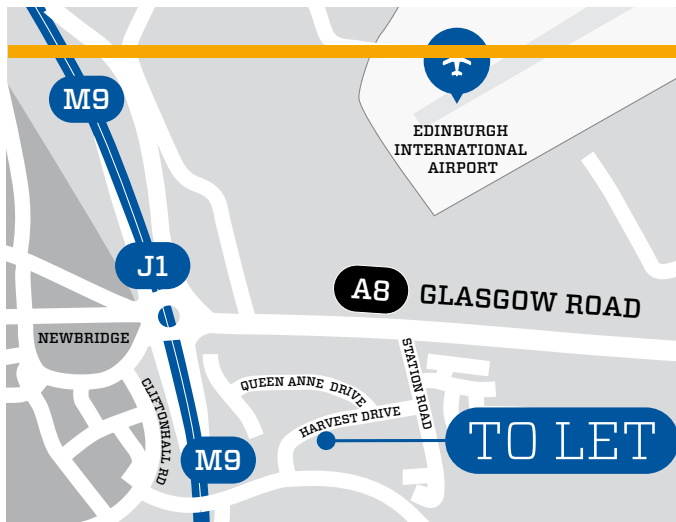 M9
EDINBURGH
INTERNATIONAL
AIRPORT
J1
A8 GLASGOW ROAD
NEWBRIDGE
STATION ROAD
QUEEN ANNE DRIVE
CLIFTONHALL RD
HARVEST DRIVE
TO LET
M9